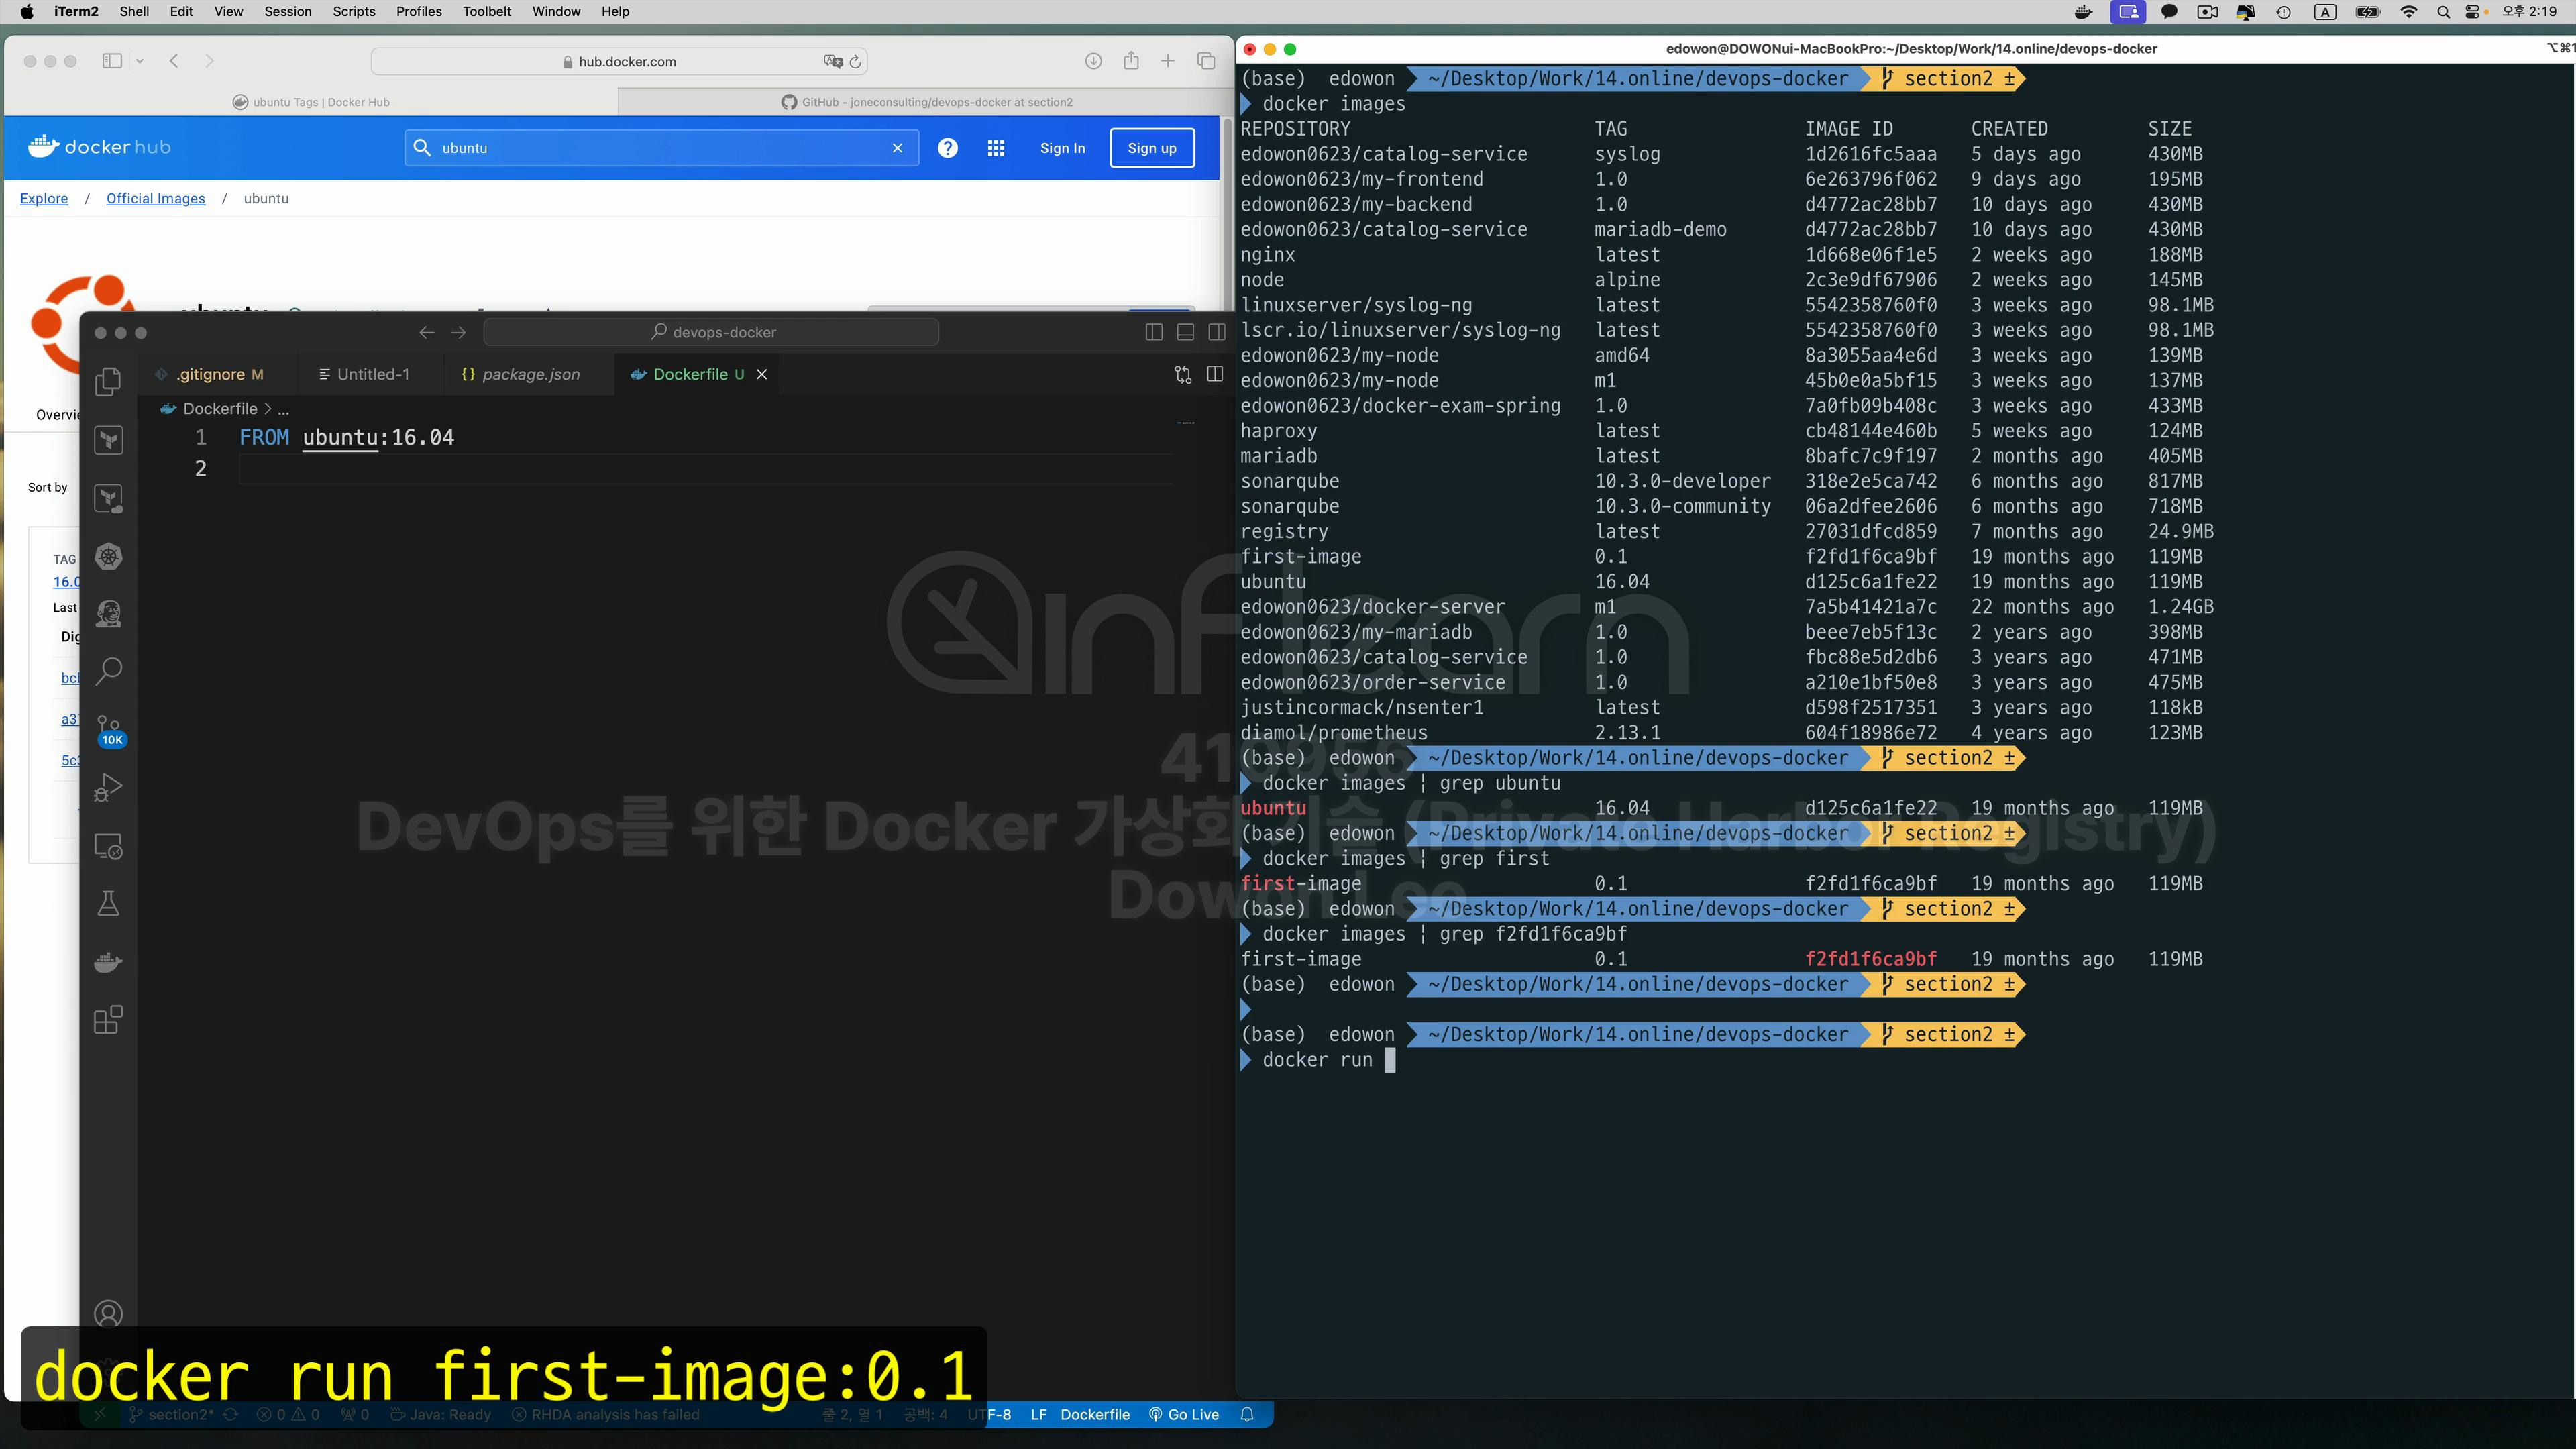 iTerm2 Shell Edit View Session Scripts Profiles Toolbelt Window Help
A 오후 2:19
hub.docker.com
ubuntu Tags | Docker Hub
GitHub - joneconsulting/devops-docker at section2
docker hub
ubuntu
Sign In
Sign up
Explore / Official Images / ubuntu
Sort by
TAG
Last
devops-docker
.gitignore M
Untitled-1
package.json
Dockerfile U
Dockerfile > ...
1 FROM ubuntu:16.04
2
10K
docker run first-image:0.1
section2* 0 0 0 Java: Ready RHDA analysis has failed 줄 2, 열 1 공백: 4 UTF-8 LF Dockerfile Go Live
edowon@DOWONui-MacBookPro:~/Desktop/Work/14.online/devops-docker
(base) edowon ~/Desktop/Work/14.online/devops-docker section2 ±
docker images
REPOSITORY TAG IMAGE ID CREATED SIZE
edowon0623/catalog-service syslog 1d2616fc5aaa 5 days ago 430MB
edowon0623/my-frontend 1.0 6e263796f062 9 days ago 195MB
edowon0623/my-backend 1.0 d4772ac28bb7 10 days ago 430MB
edowon0623/catalog-service mariadb-demo d4772ac28bb7 10 days ago 430MB
nginx latest 1d668e06f1e5 2 weeks ago 188MB
node alpine 2c3e9df67906 2 weeks ago 145MB
linuxserver/syslog-ng latest 5542358760f0 3 weeks ago 98.1MB
lscr.io/linuxserver/syslog-ng latest 5542358760f0 3 weeks ago 98.1MB
edowon0623/my-node amd64 8a3055aa4e6d 3 weeks ago 139MB
edowon0623/my-node m1 45b0e0a5bf15 3 weeks ago 137MB
edowon0623/docker-exam-spring 1.0 7a0fb09b408c 3 weeks ago 433MB
haproxy latest cb48144e460b 5 weeks ago 124MB
mariadb latest 8bafc7c9f197 2 months ago 405MB
sonarqube 10.3.0-developer 318e2e5ca742 6 months ago 817MB
sonarqube 10.3.0-community 06a2dfee2606 6 months ago 718MB
registry latest 27031dfcd859 7 months ago 24.9MB
first-image 0.1 f2fd1f6ca9bf 19 months ago 119MB
ubuntu 16.04 d125c6a1fe22 19 months ago 119MB
edowon0623/docker-server m1 7a5b41421a7c 22 months ago 1.24GB
edowon0623/my-mariadb 1.0 beee7eb5f13c 2 years ago 398MB
edowon0623/catalog-service 1.0 fbc88e5d2db6 3 years ago 471MB
edowon0623/order-service 1.0 a210e1bf50e8 3 years ago 475MB
justincormack/nsenter1 latest d598f2517351 3 years ago 118kB
diamol/prometheus 2.13.1 604f18986e72 4 years ago 123MB
(base) edowon ~/Desktop/Work/14.online/devops-docker section2 ±
docker images | grep ubuntu
ubuntu 16.04 d125c6a1fe22 19 months ago 119MB
(base) edowon ~/Desktop/Work/14.online/devops-docker section2 ±
docker images | grep first
first-image 0.1 f2fd1f6ca9bf 19 months ago 119MB
(base) edowon ~/Desktop/Work/14.online/devops-docker section2 ±
docker images | grep f2fd1f6ca9bf
first-image 0.1 f2fd1f6ca9bf 19 months ago 119MB
(base) edowon ~/Desktop/Work/14.online/devops-docker section2 ±
(base) edowon ~/Desktop/Work/14.online/devops-docker section2 ±
docker run
inflearn
410956
DevOps를 위한 Docker 가상화 기술 (Private Harbor Registry)
Dowon Lee